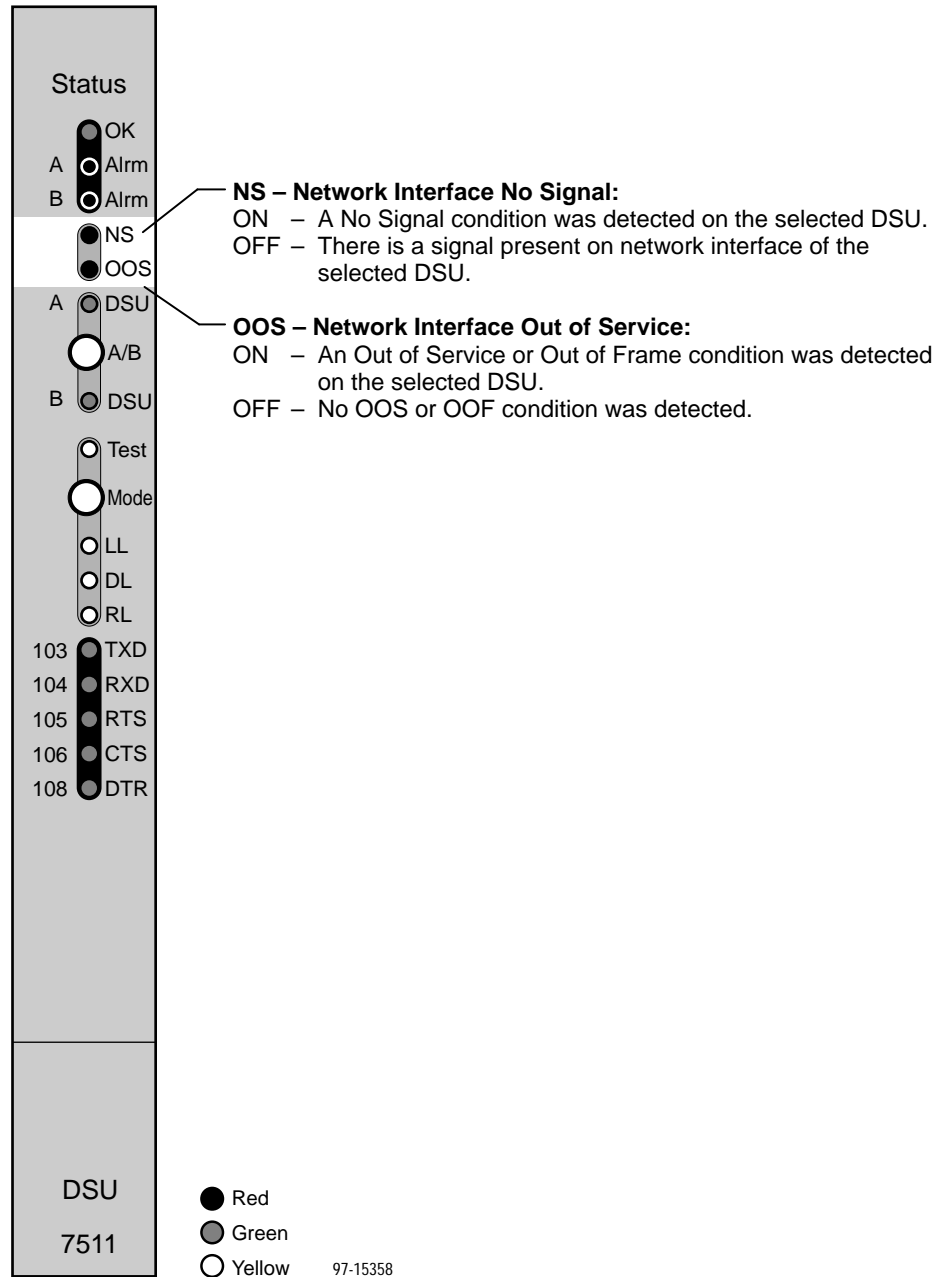 Status
OK
A Alrm
B Alrm
NS
OOS
A DSU
A/B
B DSU
Test
Mode
LL
DL
RL
103 TXD
104 RXD
105 RTS
106 CTS
108 DTR
DSU
7511
NS – Network Interface No Signal:
ON – A No Signal condition was detected on the selected DSU.
OFF – There is a signal present on network interface of the
selected DSU.
OOS – Network Interface Out of Service:
ON – An Out of Service or Out of Frame condition was detected
on the selected DSU.
OFF – No OOS or OOF condition was detected.
Red
Green
Yellow 97-15358